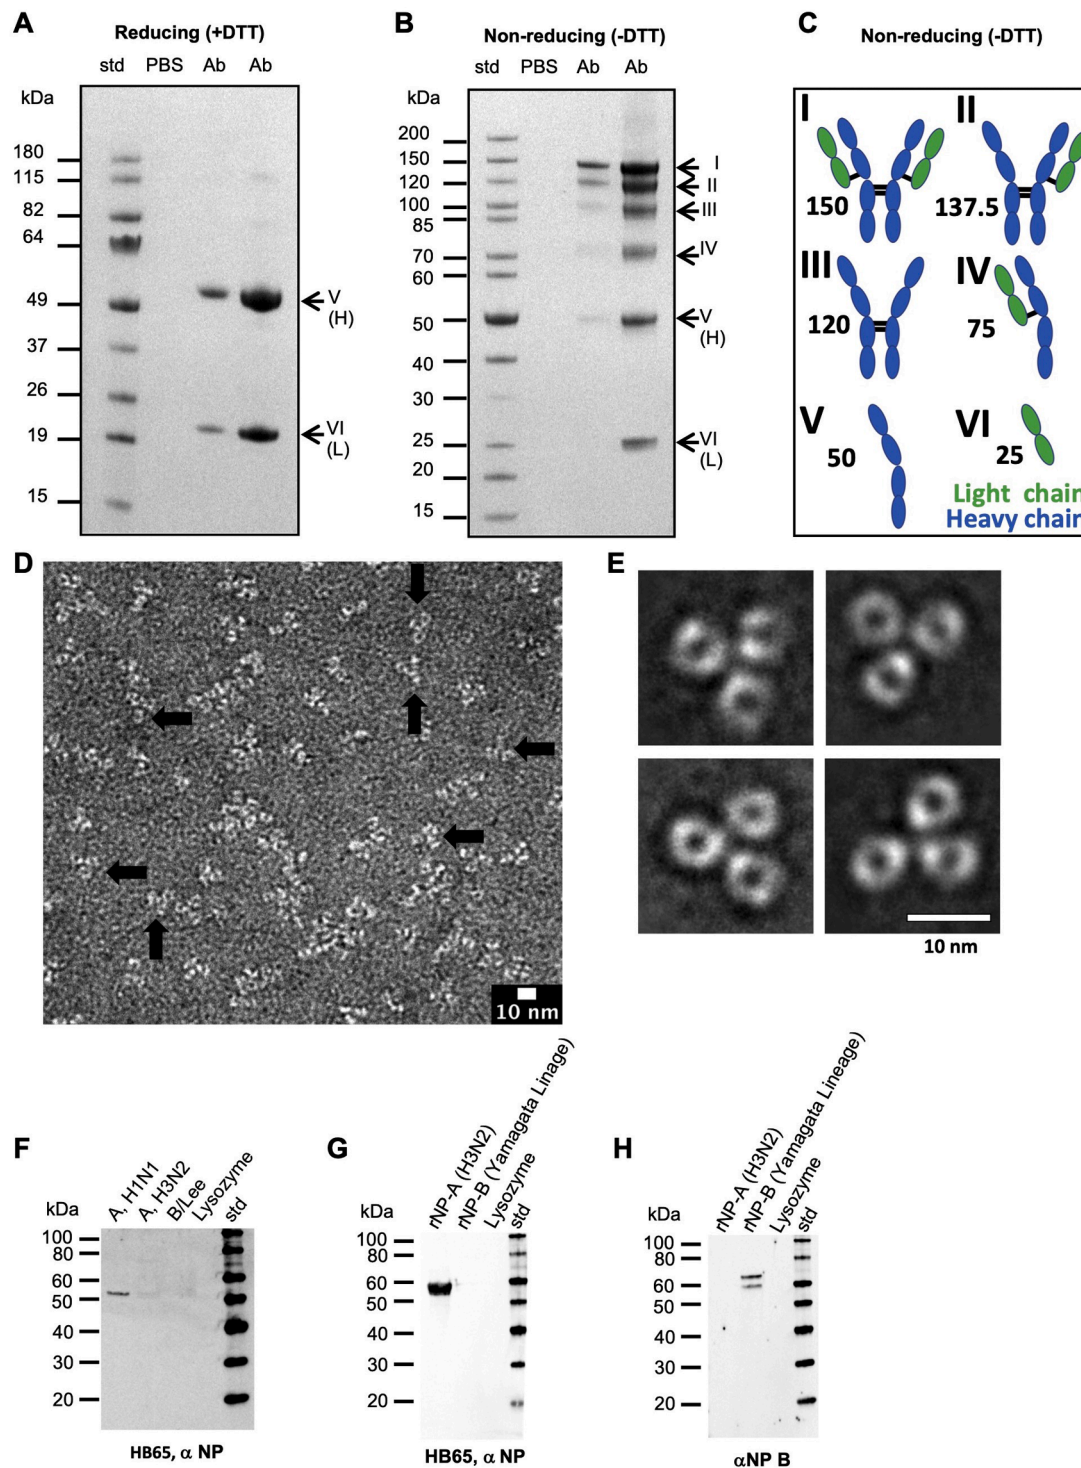 A
Reducing (+DTT)
std PBS Ab Ab
kDa
180
115
82
64
49
37
26
19
15
V
(H)
VI
(L)
B
Non-reducing (-DTT)
std PBS Ab Ab
kDa
200
150
120
100
85
70
60
50
40
30
25
20
15
I
II
III
IV
V
(H)
VI
(L)
C
Non-reducing (-DTT)
I
II
150
137.5
III
IV
120
75
V
VI
50
25
Light chain
Heavy chain
D
10 nm
E
10 nm
F
A, H1N1
A, H3N2
B/Lee
Lysozyme
std
kDa
100
80
60
50
40
30
20
HB65, α NP
G
rNP-A (H3N2)
rNP-B (Yamagata Linage)
Lysozyme
std
kDa
100
80
60
50
40
30
20
HB65, α NP
H
rNP-A (H3N2)
rNP-B (Yamagata Lineage)
Lysozyme
std
kDa
100
80
60
50
40
30
20
αNP B